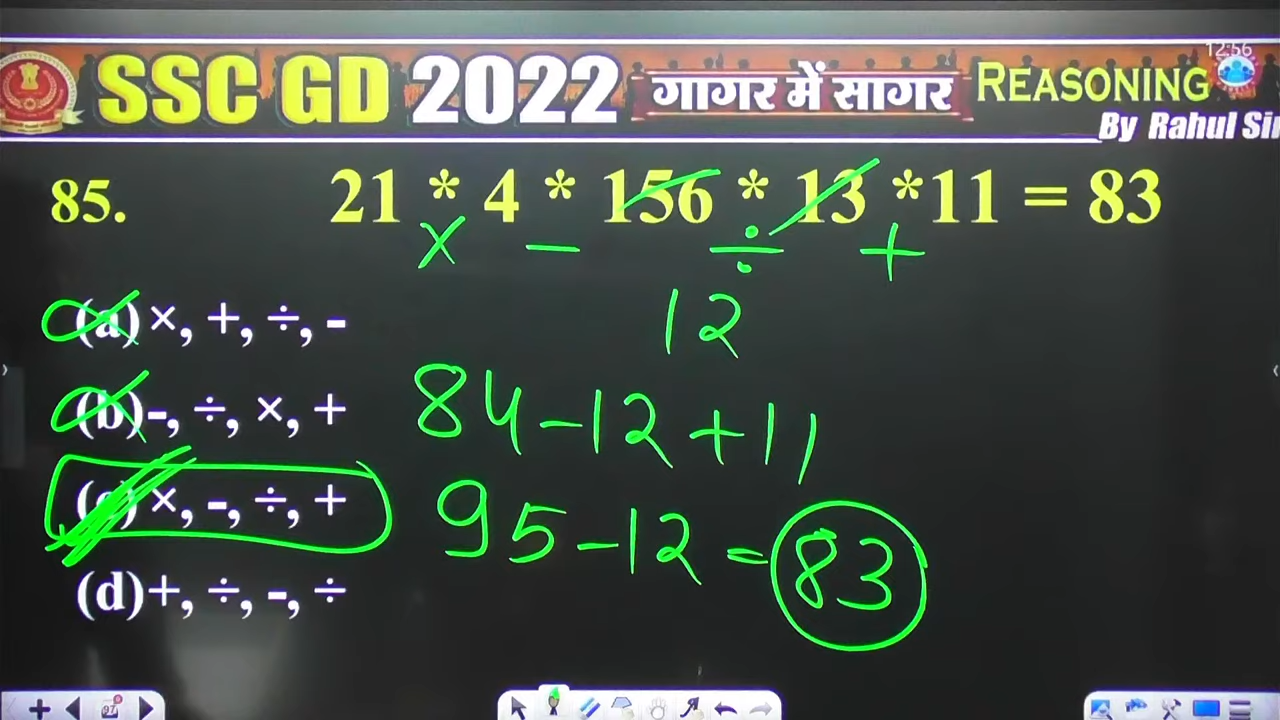 12:56
SSC GD 2022 गागर में सागर REASONING
By Rahul Sir
85. 21 * 4 * 156 * 13 *11 = 83
× − ÷ +
12
(a) ×, +, ÷, -
(b) -, ÷, ×, +
84 − 12 + 11
(c) ×, -, ÷, +
95 − 12 = 83
(d) +, ÷, -, ÷